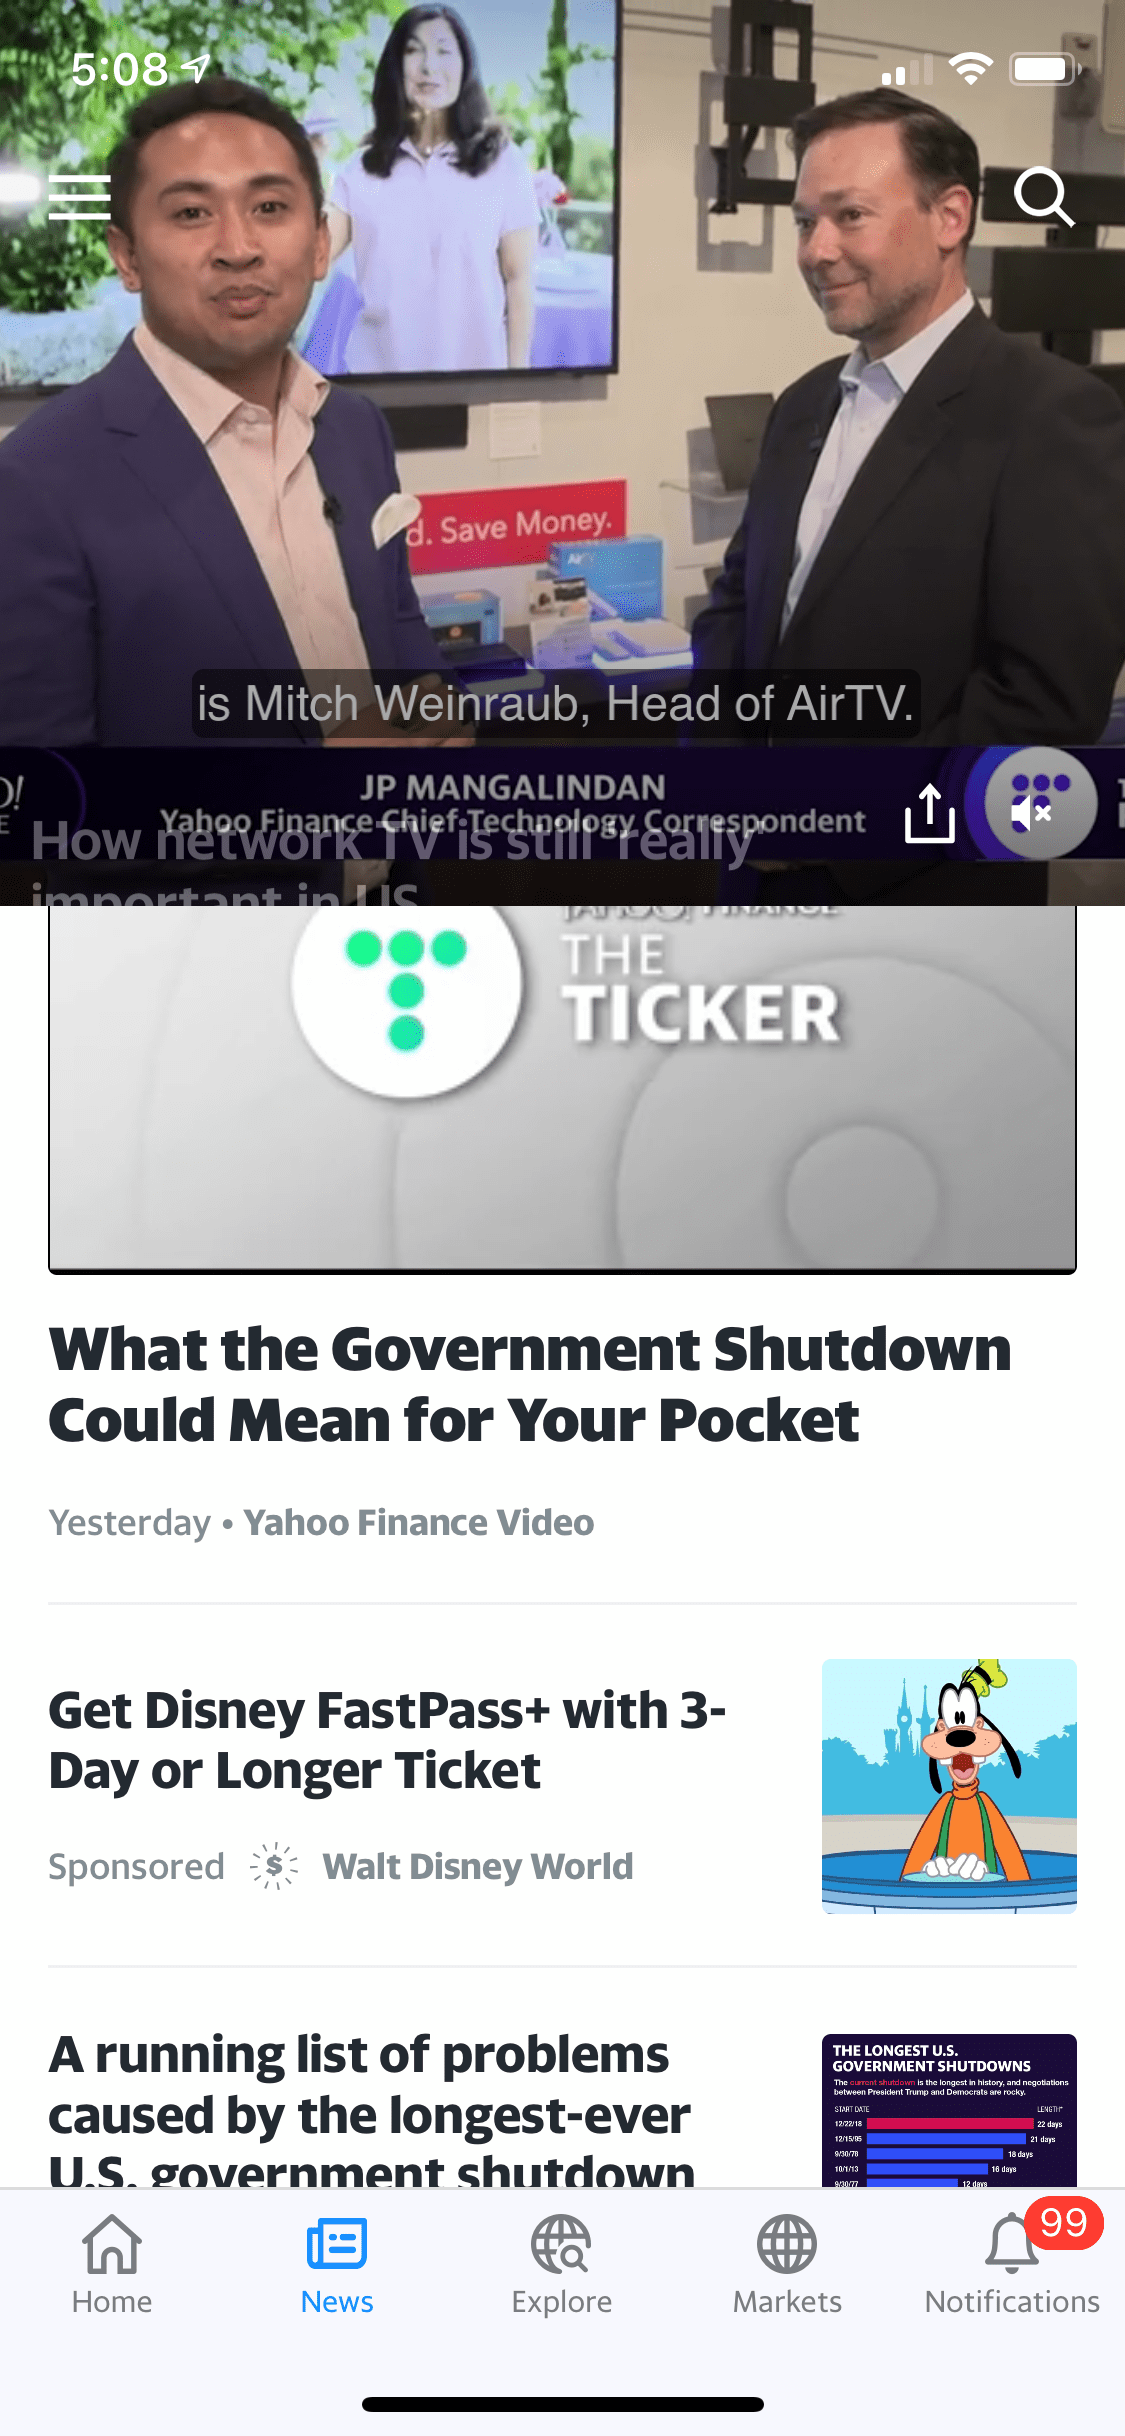 5:08
d. Save Money.
is Mitch Weinraub, Head of AirTV.
JP MANGALINDAN
Yahoo Finance Chief Technology Correspondent
How network TV is still 'really'
important in US
YAHOO! FINANCE
THE
TICKER
What the Government Shutdown
Could Mean for Your Pocket
Yesterday • Yahoo Finance Video
Get Disney FastPass+ with 3-
Day or Longer Ticket
Sponsored $ Walt Disney World
A running list of problems
caused by the longest-ever
U.S. government shutdown
THE LONGEST U.S.
GOVERNMENT SHUTDOWNS
The current shutdown is the longest in history, and negotiations
between President Trump and Democrats are rocky.
START DATE LENGTH*
12/22/18 22 days
12/15/95 21 days
9/30/78 18 days
10/1/13 16 days
9/30/77 12 days
99
Home
News
Explore
Markets
Notifications